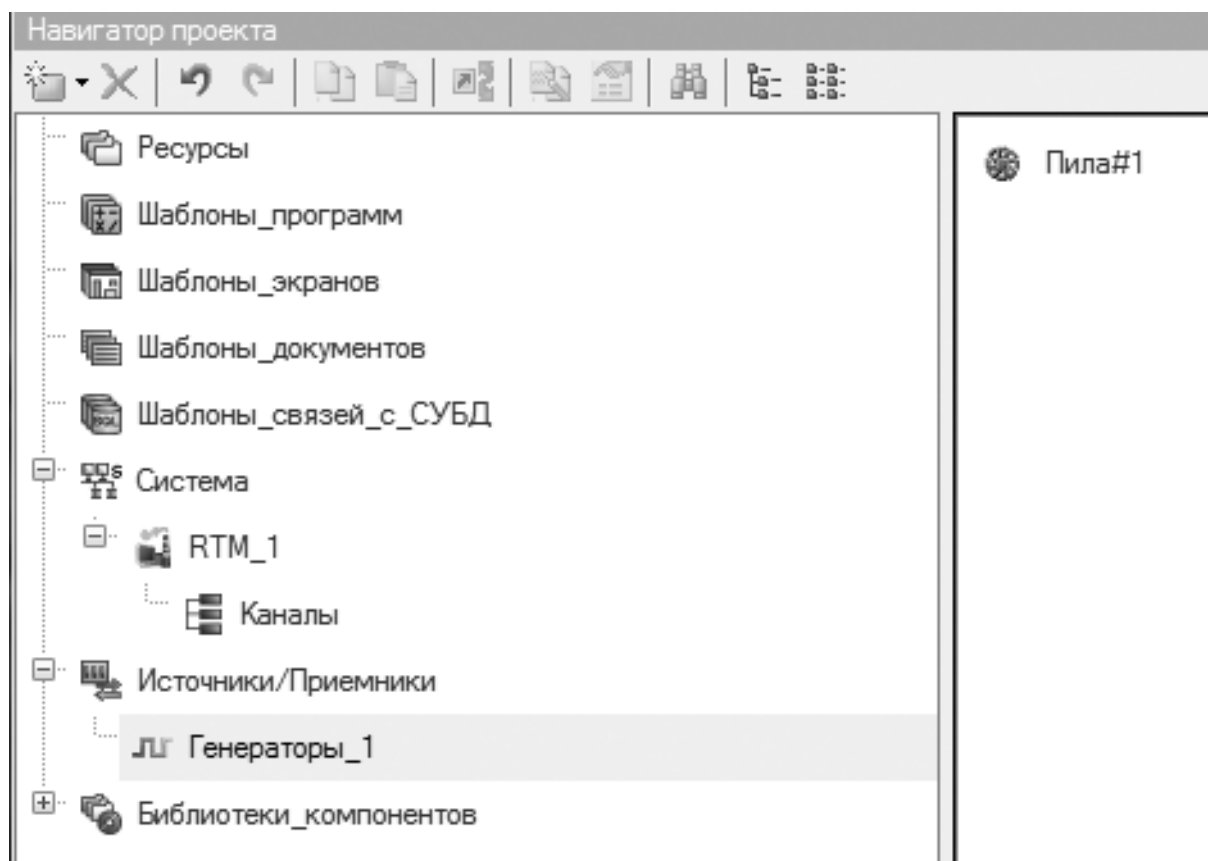 Навигатор проекта
Ресурсы
Шаблоны_программ
Шаблоны_экранов
Шаблоны_документов
Шаблоны_связей_с_СУБД
Система
RTM_1
Каналы
Источники/Приемники
Генераторы_1
Библиотеки_компонентов
Пила#1